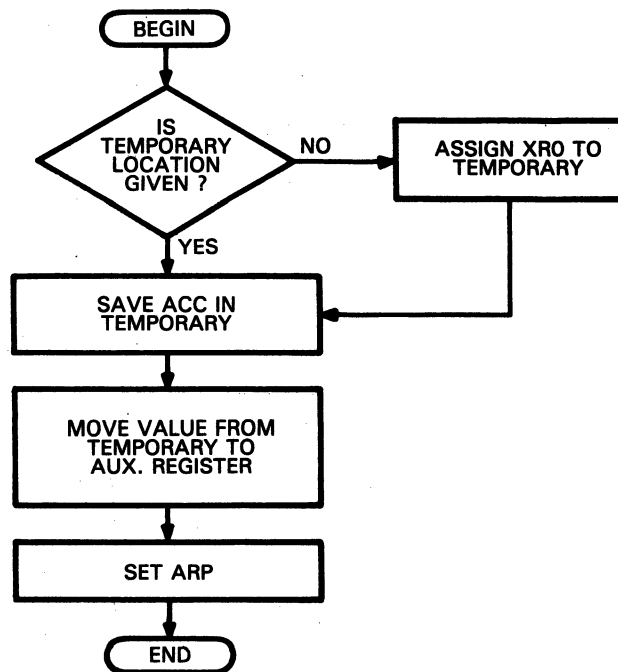 BEGIN
IS
TEMPORARY
LOCATION
GIVEN ?
NO
ASSIGN XR0 TO
TEMPORARY
YES
SAVE ACC IN
TEMPORARY
MOVE VALUE FROM
TEMPORARY TO
AUX. REGISTER
SET ARP
END